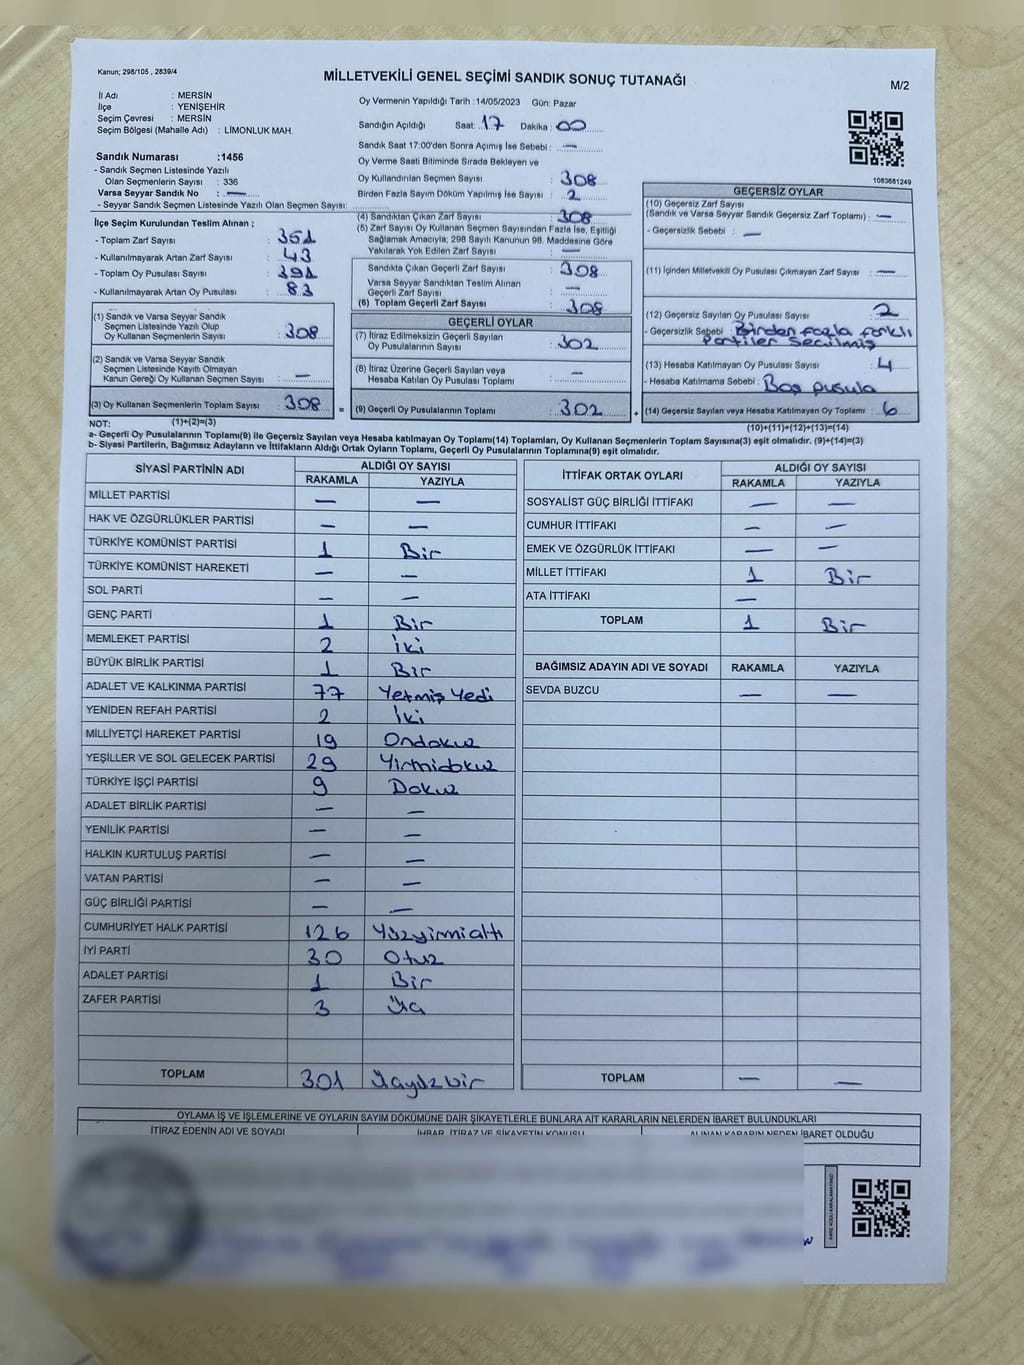 Kanun; 298/105 , 2839/4
MİLLETVEKİLİ GENEL SEÇİMİ SANDIK SONUÇ TUTANAĞI
M/2
İl Adı : MERSİN
İlçe : YENİŞEHİR
Seçim Çevresi : MERSİN
Seçim Bölgesi (Mahalle Adı) : LİMONLUK MAH.
Sandık Numarası :1456
- Sandık Seçmen Listesinde Yazılı
Olan Seçmenlerin Sayısı : 336
Varsa Seyyar Sandık No : —
- Seyyar Sandık Seçmen Listesinde Yazılı Olan Seçmen Sayısı:
Oy Vermenin Yapıldığı Tarih :14/05/2023 Gün: Pazar
Sandığın Açıldığı Saat: 17 Dakika : 00
Sandık Saat 17:00'den Sonra Açımış İse Sebebi : —
Oy Verme Saati Bitiminde Sırada Bekleyen ve
Oy Kullandırılan Seçmen Sayısı : 308
Birden Fazla Sayım Döküm Yapılmış İse Sayısı : 2
1083681249
İlçe Seçim Kurulundan Teslim Alınan ;
- Toplam Zarf Sayısı : 351
- Kullanılmayarak Artan Zarf Sayısı : 43
- Toplam Oy Pusulası Sayısı : 391
- Kullanılmayarak Artan Oy Pusulası : 83
(4) Sandıktan Çıkan Zarf Sayısı : 308
(5) Zarf Sayısı Oy Kullanan Seçmen Sayısından Fazla İse, Eşitliği
Sağlamak Amacıyla; 298 Sayılı Kanunun 98. Maddesine Göre
Yakılarak Yok Edilen Zarf Sayısı : —
Sandıkta Çıkan Geçerli Zarf Sayısı : 308
Varsa Seyyar Sandıktan Teslim Alınan
Geçerli Zarf Sayısı : —
(6) Toplam Geçerli Zarf Sayısı : 308
GEÇERSİZ OYLAR
(10) Geçersiz Zarf Sayısı
(Sandık ve Varsa Seyyar Sandık Geçersiz Zarf Toplamı) : —
- Geçersizlik Sebebi : —
(11) İçinden Milletvekili Oy Pusulası Çıkmayan Zarf Sayısı : —
(12) Geçersiz Sayılan Oy Pusulası Sayısı : 2
- Geçersizlik Sebebi : Birden fazla farklı
Partiler Seçilmiş
(13) Hesaba Katılmayan Oy Pusulası Sayısı : 4
- Hesaba Katılmama Sebebi : Boş pusula
(14) Geçersiz Sayılan veya Hesaba Katılmayan Oy Toplamı : 6
(10)+(11)+(12)+(13)=(14)
(1) Sandık ve Varsa Seyyar Sandık
Seçmen Listesinde Yazılı Olup
Oy Kullanan Seçmenlerin Sayısı : 308
(2) Sandık ve Varsa Seyyar Sandık
Seçmen Listesinde Kayıtlı Olmayan
Kanun Gereği Oy Kullanan Seçmen Sayısı : —
(3) Oy Kullanan Seçmenlerin Toplam Sayısı : 308 =
(1)+(2)=(3)
GEÇERLİ OYLAR
(7) İtiraz Edilmeksizin Geçerli Sayılan
Oy Pusulalarının Sayısı : 302
(8) İtiraz Üzerine Geçerli Sayılan veya
Hesaba Katılan Oy Pusulası Toplamı : —
(9) Geçerli Oy Pusulalarının Toplamı : 302 +
NOT:
a- Geçerli Oy Pusulalarının Toplamı(9) ile Geçersiz Sayılan veya Hesaba katılmayan Oy Toplamı(14) Toplamları, Oy Kullanan Seçmenlerin Toplam Sayısına(3) eşit olmalıdır. (9)+(14)=(3)
b- Siyasi Partilerin, Bağımsız Adayların ve İttifakların Aldığı Ortak Oyların Toplamı, Geçerli Oy Pusulalarının Toplamına(9) eşit olmalıdır.
SİYASİ PARTİNİN ADI ALDIĞI OY SAYISI
RAKAMLA YAZIYLA
MİLLET PARTİSİ — —
HAK VE ÖZGÜRLÜKLER PARTİSİ — —
TÜRKİYE KOMÜNİST PARTİSİ 1 Bir
TÜRKİYE KOMÜNİST HAREKETİ — —
SOL PARTİ — —
GENÇ PARTİ 1 Bir
MEMLEKET PARTİSİ 2 İki
BÜYÜK BİRLİK PARTİSİ 1 Bir
ADALET VE KALKINMA PARTİSİ 77 Yetmiş Yedi
YENİDEN REFAH PARTİSİ 2 İki
MİLLİYETÇİ HAREKET PARTİSİ 19 Ondokuz
YEŞİLLER VE SOL GELECEK PARTİSİ 29 Yirmidokuz
TÜRKİYE İŞÇİ PARTİSİ 9 Dokuz
ADALET BİRLİK PARTİSİ — —
YENİLİK PARTİSİ — —
HALKIN KURTULUŞ PARTİSİ — —
VATAN PARTİSİ — —
GÜÇ BİRLİĞİ PARTİSİ — —
CUMHURİYET HALK PARTİSİ 126 Yüzyirmialtı
İYİ PARTİ 30 Otuz
ADALET PARTİSİ 1 Bir
ZAFER PARTİSİ 3 Üç
TOPLAM 301 Üçyüzbir
İTTİFAK ORTAK OYLARI ALDIĞI OY SAYISI
RAKAMLA YAZIYLA
SOSYALİST GÜÇ BİRLİĞİ İTTİFAKI — —
CUMHUR İTTİFAKI — —
EMEK VE ÖZGÜRLÜK İTTİFAKI — —
MİLLET İTTİFAKI 1 Bir
ATA İTTİFAKI —
TOPLAM 1 Bir
BAĞIMSIZ ADAYIN ADI VE SOYADI RAKAMLA YAZIYLA
SEVDA BUZCU — —
TOPLAM — —
OYLAMA İŞ VE İŞLEMLERİNE VE OYLARIN SAYIM DÖKÜMÜNE DAİR ŞİKAYETLERLE BUNLARA AİT KARARLARIN NELERDEN İBARET BULUNDUKLARI
İTİRAZ EDENİN ADI VE SOYADI İHBAR, İTİRAZ VE ŞİKAYETİN KONUSU ALINAN KARARIN NEDEN İBARET OLDUĞU
KARE KODU KARALAMAYINIZ!